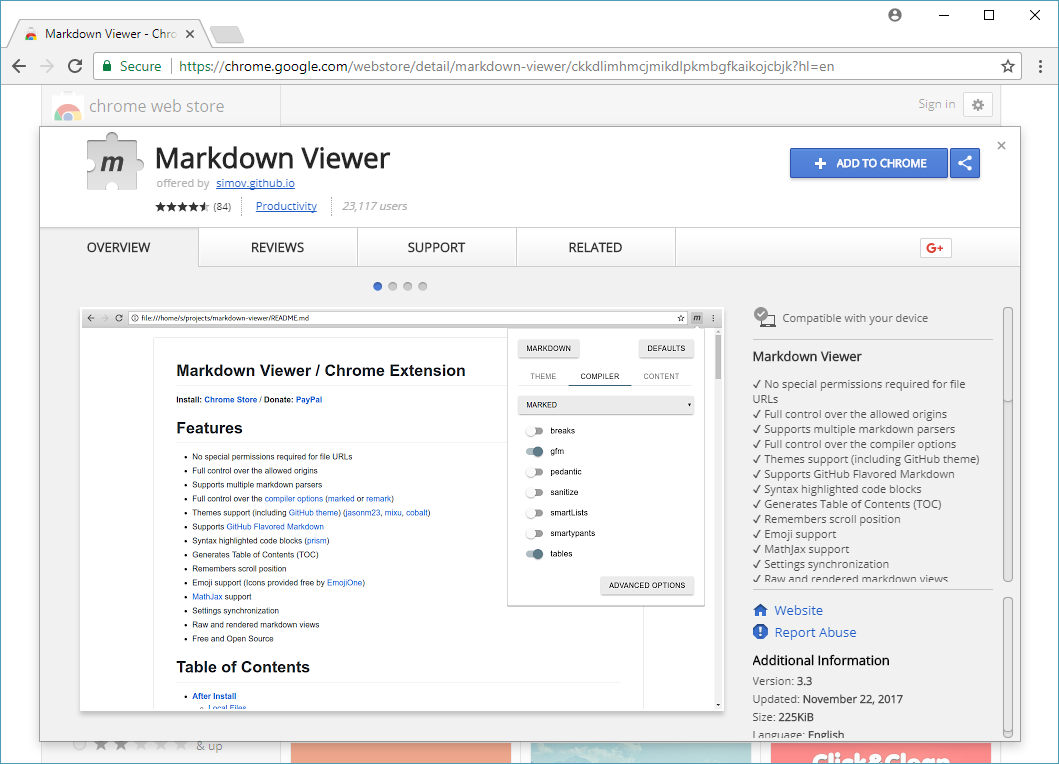 Markdown Viewer - Chro
Secure
https://chrome.google.com/webstore/detail/markdown-viewer/ckkdlimhmcjmikdlpkmbgfkaikojcbjk?hl=en
chrome web store
Sign in
m
Markdown Viewer
offered by simov.github.io
(84) Productivity 23,117 users
ADD TO CHROME
OVERVIEW REVIEWS SUPPORT RELATED
G+
file:///home/s/projects/markdown-viewer/README.md
m
Markdown Viewer / Chrome Extension
Install: Chrome Store / Donate: PayPal
Features
No special permissions required for file URLs
Full control over the allowed origins
Supports multiple markdown parsers
Full control over the compiler options (marked or remark)
Themes support (including GitHub theme) (jasonm23, mixu, cobalt)
Supports GitHub Flavored Markdown
Syntax highlighted code blocks (prism)
Generates Table of Contents (TOC)
Remembers scroll position
Emoji support (Icons provided free by EmojiOne)
MathJax support
Settings synchronization
Raw and rendered markdown views
Free and Open Source
Table of Contents
After Install
Local Files
MARKDOWN DEFAULTS
THEME COMPILER CONTENT
MARKED
breaks
gfm
pedantic
sanitize
smartLists
smartypants
tables
ADVANCED OPTIONS
Compatible with your device
Markdown Viewer
✓ No special permissions required for file
URLs
✓ Full control over the allowed origins
✓ Supports multiple markdown parsers
✓ Full control over the compiler options
✓ Themes support (including GitHub theme)
✓ Supports GitHub Flavored Markdown
✓ Syntax highlighted code blocks
✓ Generates Table of Contents (TOC)
✓ Remembers scroll position
✓ Emoji support
✓ MathJax support
✓ Settings synchronization
✓ Raw and rendered markdown views
Website
Report Abuse
Additional Information
Version: 3.3
Updated: November 22, 2017
Size: 225KiB
Language: English
& up
Click&Clean